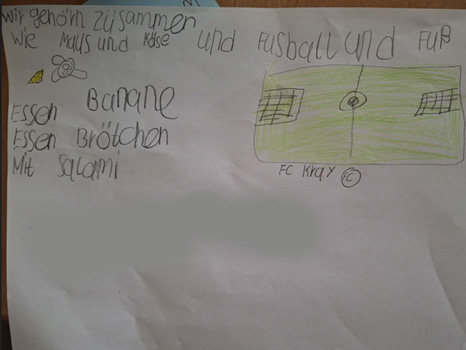 wir gehörn zusammen
Wie Maus und Käse und Fusball und Fuß
Essen Banane
Essen Brötchen
Mit Salami
FC Kray FC